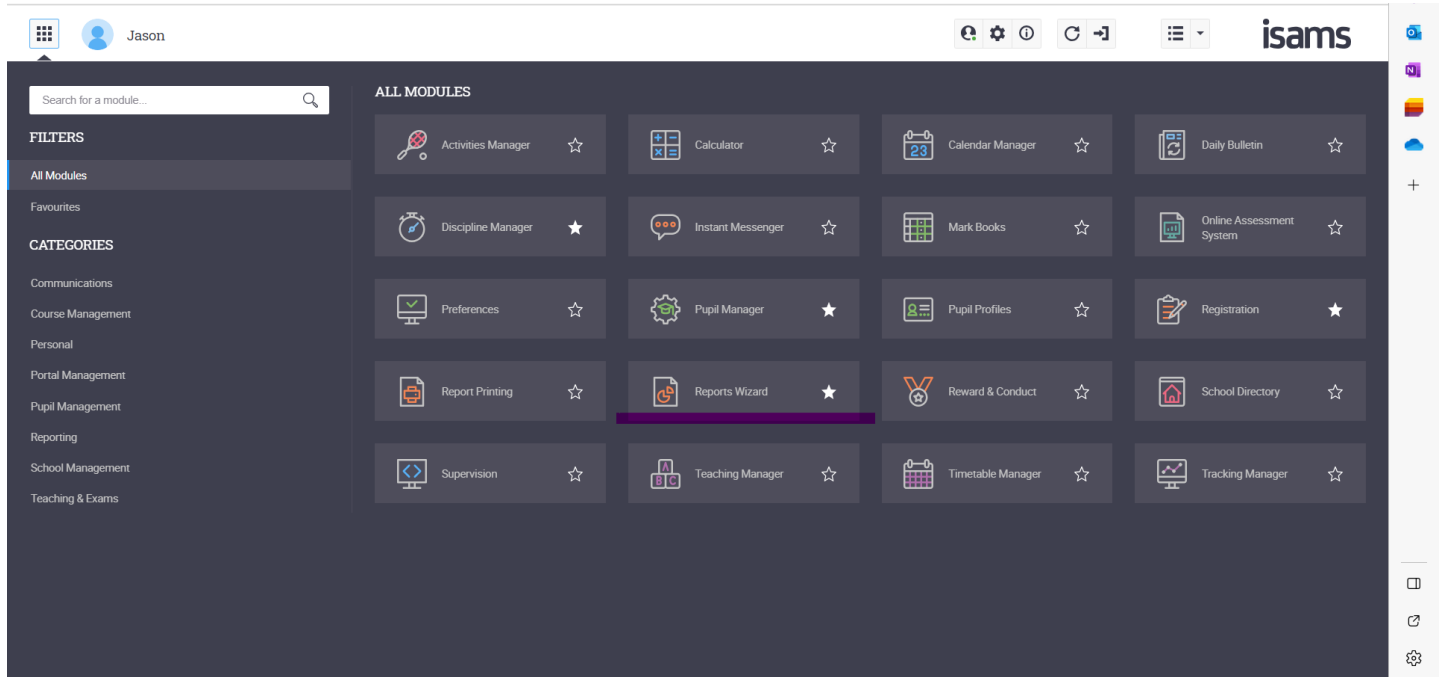 Jason
isams
Search for a module...
FILTERS
All Modules
Favourites
CATEGORIES
Communications
Course Management
Personal
Portal Management
Pupil Management
Reporting
School Management
Teaching & Exams
ALL MODULES
Activities Manager
Calculator
23
Calendar Manager
Daily Bulletin
Discipline Manager
Instant Messenger
Mark Books
Online Assessment
System
Preferences
Pupil Manager
Pupil Profiles
Registration
Report Printing
Reports Wizard
Reward & Conduct
School Directory
Supervision
A
B C
Teaching Manager
Timetable Manager
Tracking Manager
N